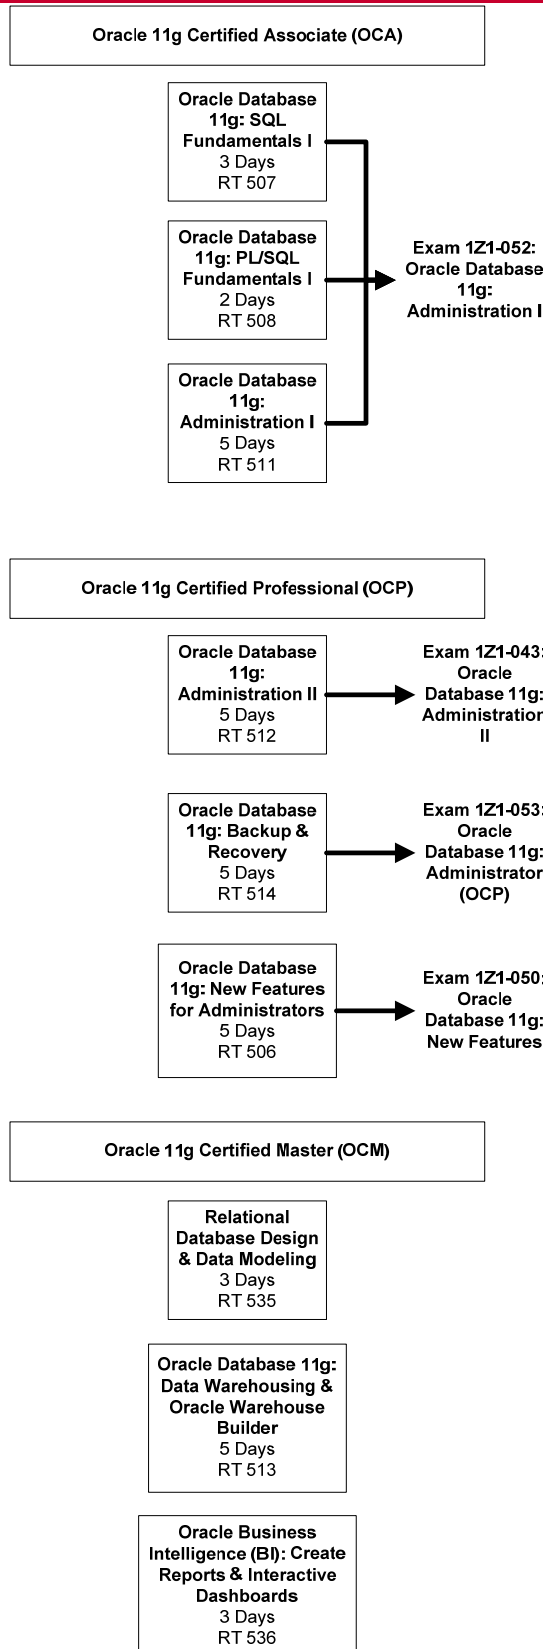 Oracle 11g Certified Associate (OCA)
Oracle Database
11g: SQL
Fundamentals I
3 Days
RT 507
Oracle Database
11g: PL/SQL
Fundamentals I
2 Days
RT 508
Oracle Database
11g:
Administration I
5 Days
RT 511
Exam 1Z1-052:
Oracle Database
11g:
Administration I
Oracle 11g Certified Professional (OCP)
Oracle Database
11g:
Administration II
5 Days
RT 512
Exam 1Z1-043:
Oracle
Database 11g:
Administration
II
Oracle Database
11g: Backup &
Recovery
5 Days
RT 514
Exam 1Z1-053:
Oracle
Database 11g:
Administrator
(OCP)
Oracle Database
11g: New Features
for Administrators
5 Days
RT 506
Exam 1Z1-050:
Oracle
Database 11g:
New Features
Oracle 11g Certified Master (OCM)
Relational
Database Design
& Data Modeling
3 Days
RT 535
Oracle Database 11g:
Data Warehousing &
Oracle Warehouse
Builder
5 Days
RT 513
Oracle Business
Intelligence (BI): Create
Reports & Interactive
Dashboards
3 Days
RT 536